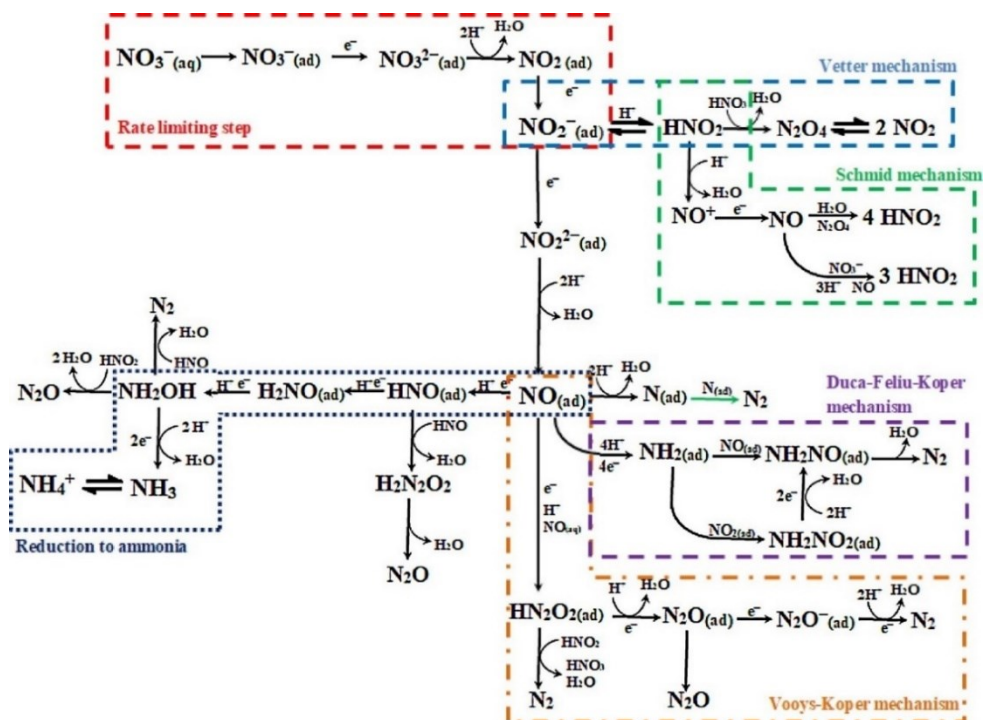 2H⁻ H₂O
NO₃⁻(aq) NO₃⁻(ad) e⁻ NO₃²⁻(ad) NO₂(ad)
e⁻
Vetter mechanism
Rate limiting step
NO₂⁻(ad) H⁻ HNO₂ HNO₃ H₂O N₂O₄ 2 NO₂
Schmid mechanism
H⁻
H₂O
e⁻
NO⁺ e⁻ NO H₂O 4 HNO₂
N₂O₄
NO₂²⁻(ad)
NO₃⁻
3H⁻ NO 3 HNO₂
2H⁻
H₂O
N₂
H₂O
HNO
2 H₂O HNO₂
N₂O NH₂OH H⁻ e⁻ H₂NO(ad) H⁻e⁻ HNO(ad) H⁻ e⁻ NO(ad) 2H⁻ H₂O N(ad) N(ad) N₂
Duca-Feliu-Koper
mechanism
2e⁻ 2H⁻
H₂O
HNO
H₂O
4H⁻
4e⁻
NH₂(ad) NO(ad) NH₂NO(ad) H₂O N₂
NH₄⁺ NH₃
H₂N₂O₂
e⁻
H⁻
NO(aq)
H₂O
2e⁻
2H⁻
NO₂(ad) NH₂NO₂(ad)
Reduction to ammonia
H₂O
N₂O
HN₂O₂(ad) H⁻ H₂O e⁻ N₂O(ad) e⁻ N₂O⁻(ad) 2H⁻ H₂O e⁻ N₂
HNO₂
HNO₃
H₂O
N₂ N₂O
Vooys-Koper mechanism